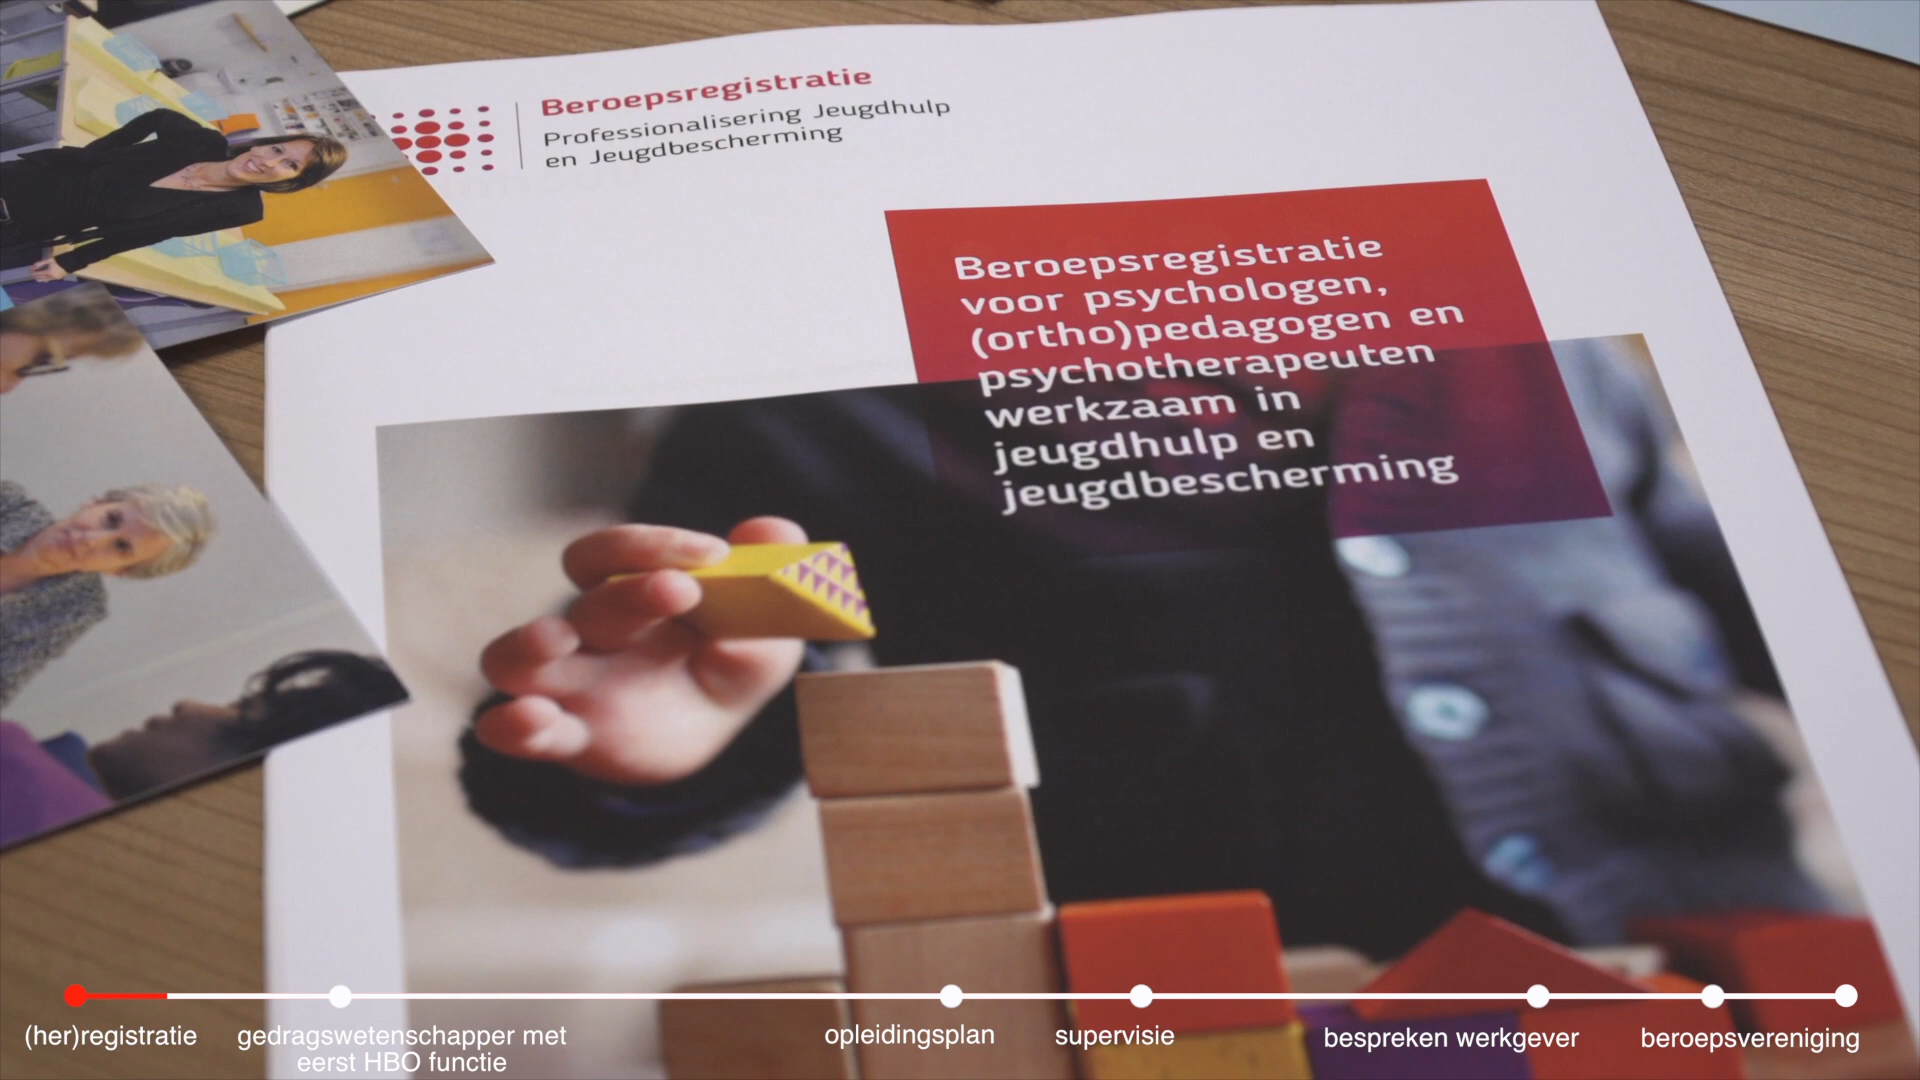 Beroepsregistratie
Professionalisering Jeugdhulp
en Jeugdbescherming
Beroepsregistratie
voor psychologen,
(ortho)pedagogen en
psychotherapeuten
werkzaam in
jeugdhulp en
jeugdbescherming
(her)registratie
gedragswetenschapper met
eerst HBO functie
opleidingsplan
supervisie
bespreken werkgever
beroepsvereniging